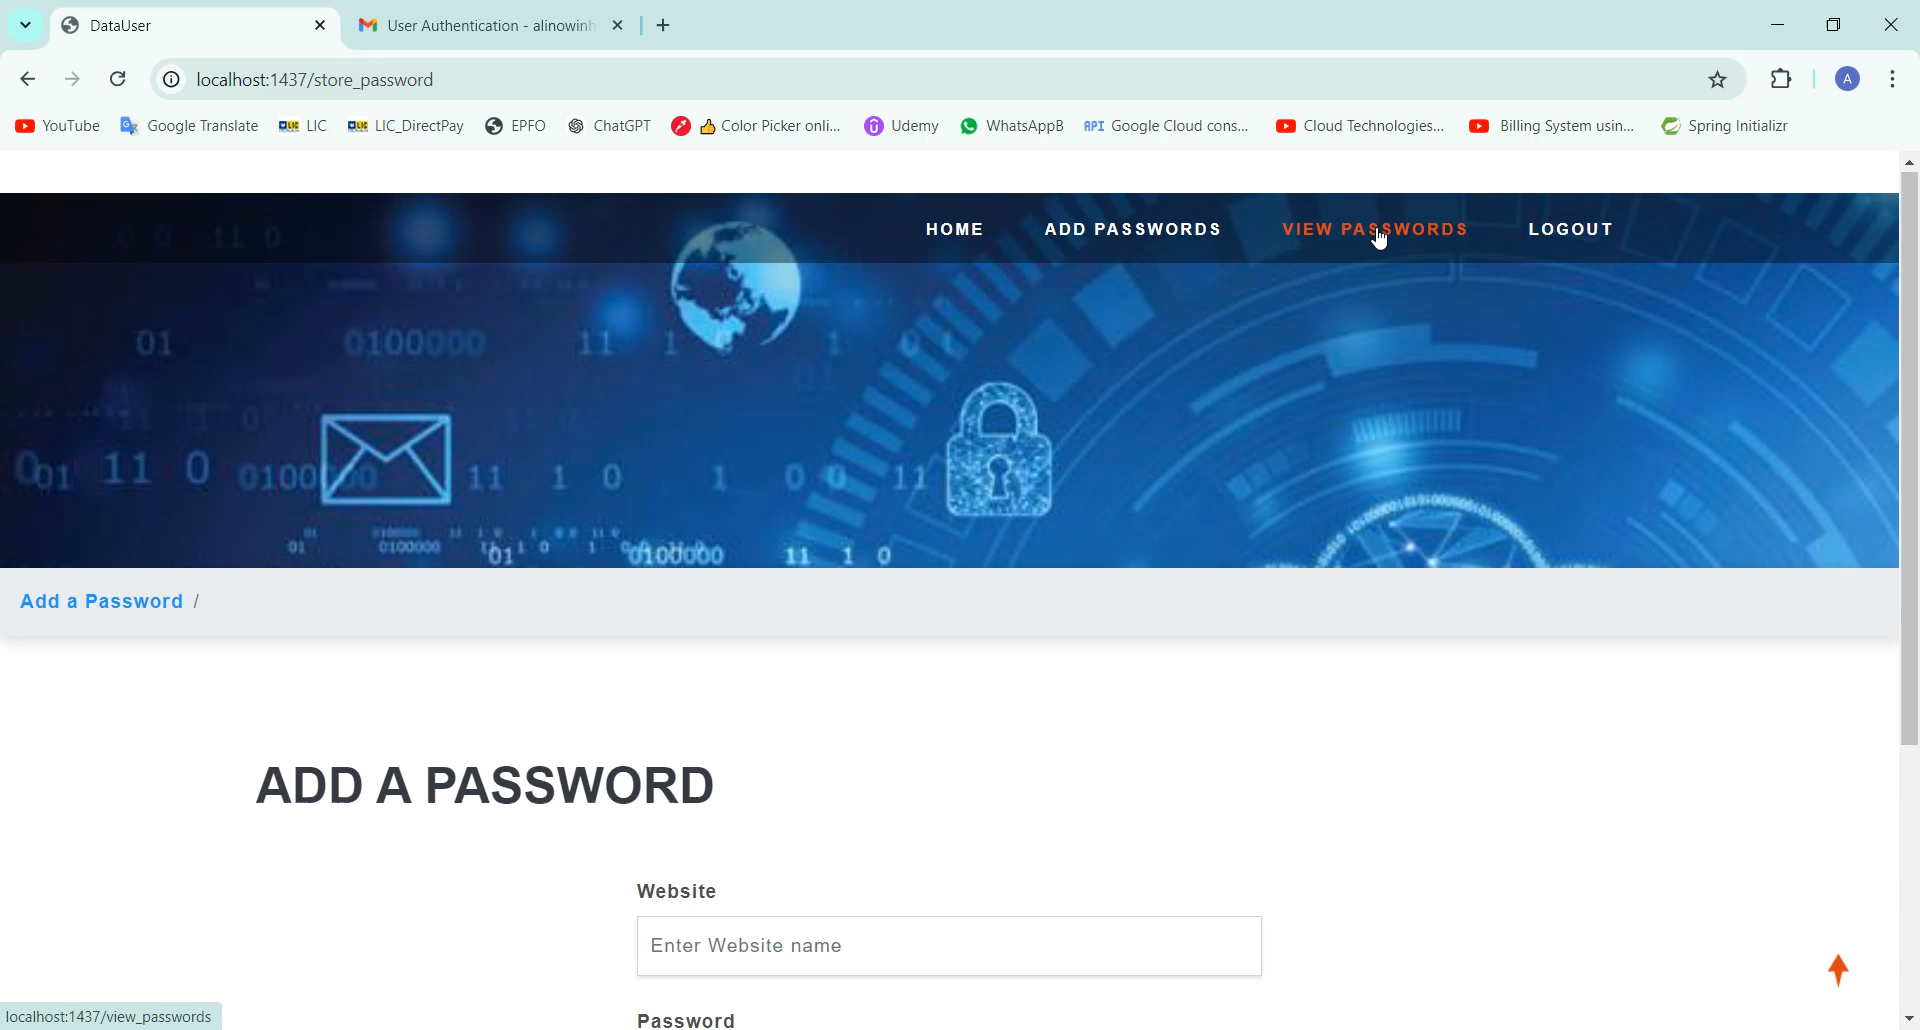 DataUser
User Authentication - alinowinh
localhost:1437/store_password
A
YouTube
Google Translate
LIC
LIC_DirectPay
EPFO
ChatGPT
Color Picker onli...
Udemy
WhatsAppB
API Google Cloud cons...
Cloud Technologies...
Billing System usin...
Spring Initializr
HOME
ADD PASSWORDS
VIEW PASSWORDS
LOGOUT
01 0100000 11 1
11 0 0100 11 1 0 1 0 0 11
01 0100000 11 1 0
Add a Password /
ADD A PASSWORD
Website
Enter Website name
Password
localhost:1437/view_passwords